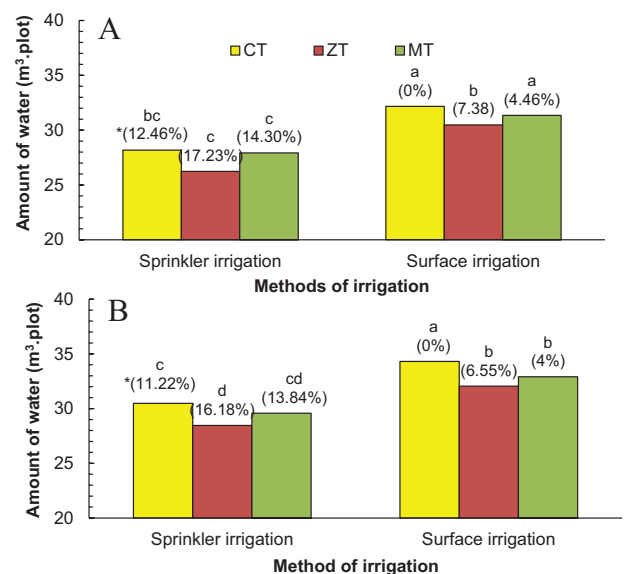 A
40
35
30
25
20
Amount of water (m³.plot)
CT ZT MT
bc
*(12.46%)
c
(17.23%)
c
(14.30%)
a
(0%)
b
(7.38)
a
(4.46%)
Sprinkler irrigation Surface irrigation
Methods of irrigation
B
40
35
30
25
20
Amount of water (m³.plot)
c
*(11.22%)
d
(16.18%)
cd
(13.84%)
a
(0%)
b
(6.55%)
b
(4%)
Sprinkler irrigation Surface irrigation
Method of irrigation